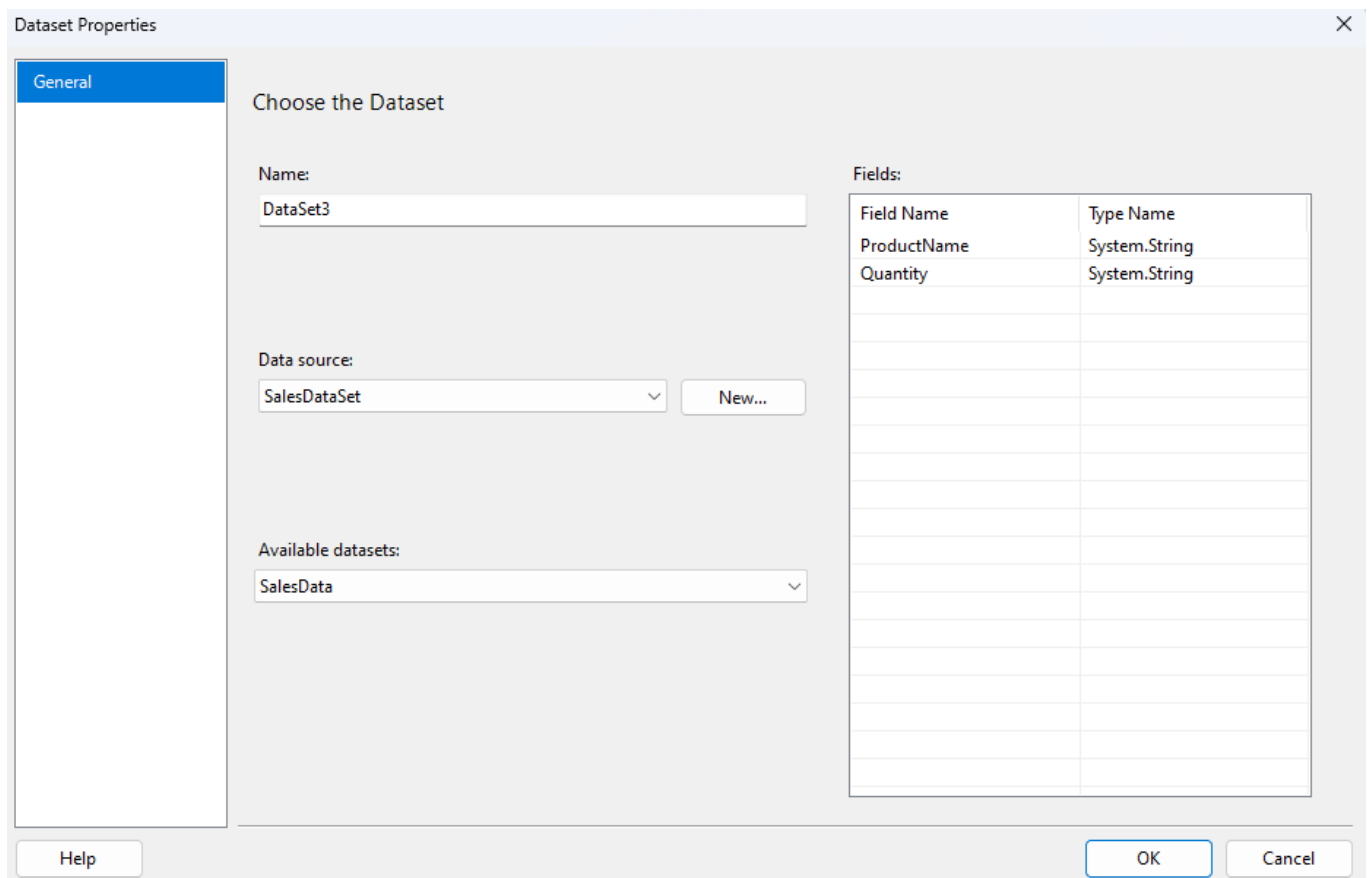 Dataset Properties
General
Choose the Dataset
Name:
DataSet3
Data source:
SalesDataSet
New...
Available datasets:
SalesData
Fields:
Field Name Type Name
ProductName System.String
Quantity System.String
Help
OK
Cancel